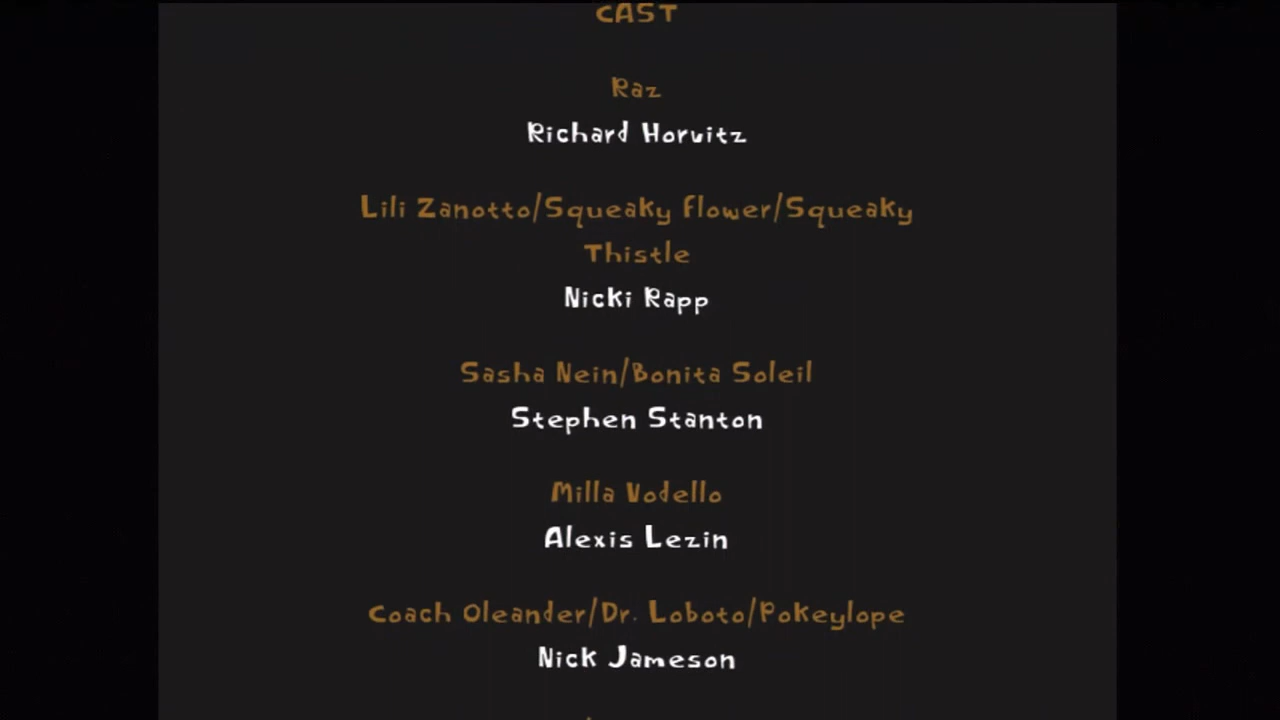 CAST
Raz
Richard Horvitz
Lili Zanotto/Squeaky Flower/Squeaky
Thistle
Nicki Rapp
Sasha Nein/Bonita Soleil
Stephen Stanton
Milla Vodello
Alexis Lezin
Coach Oleander/Dr. Loboto/Pokeylope
Nick Jameson